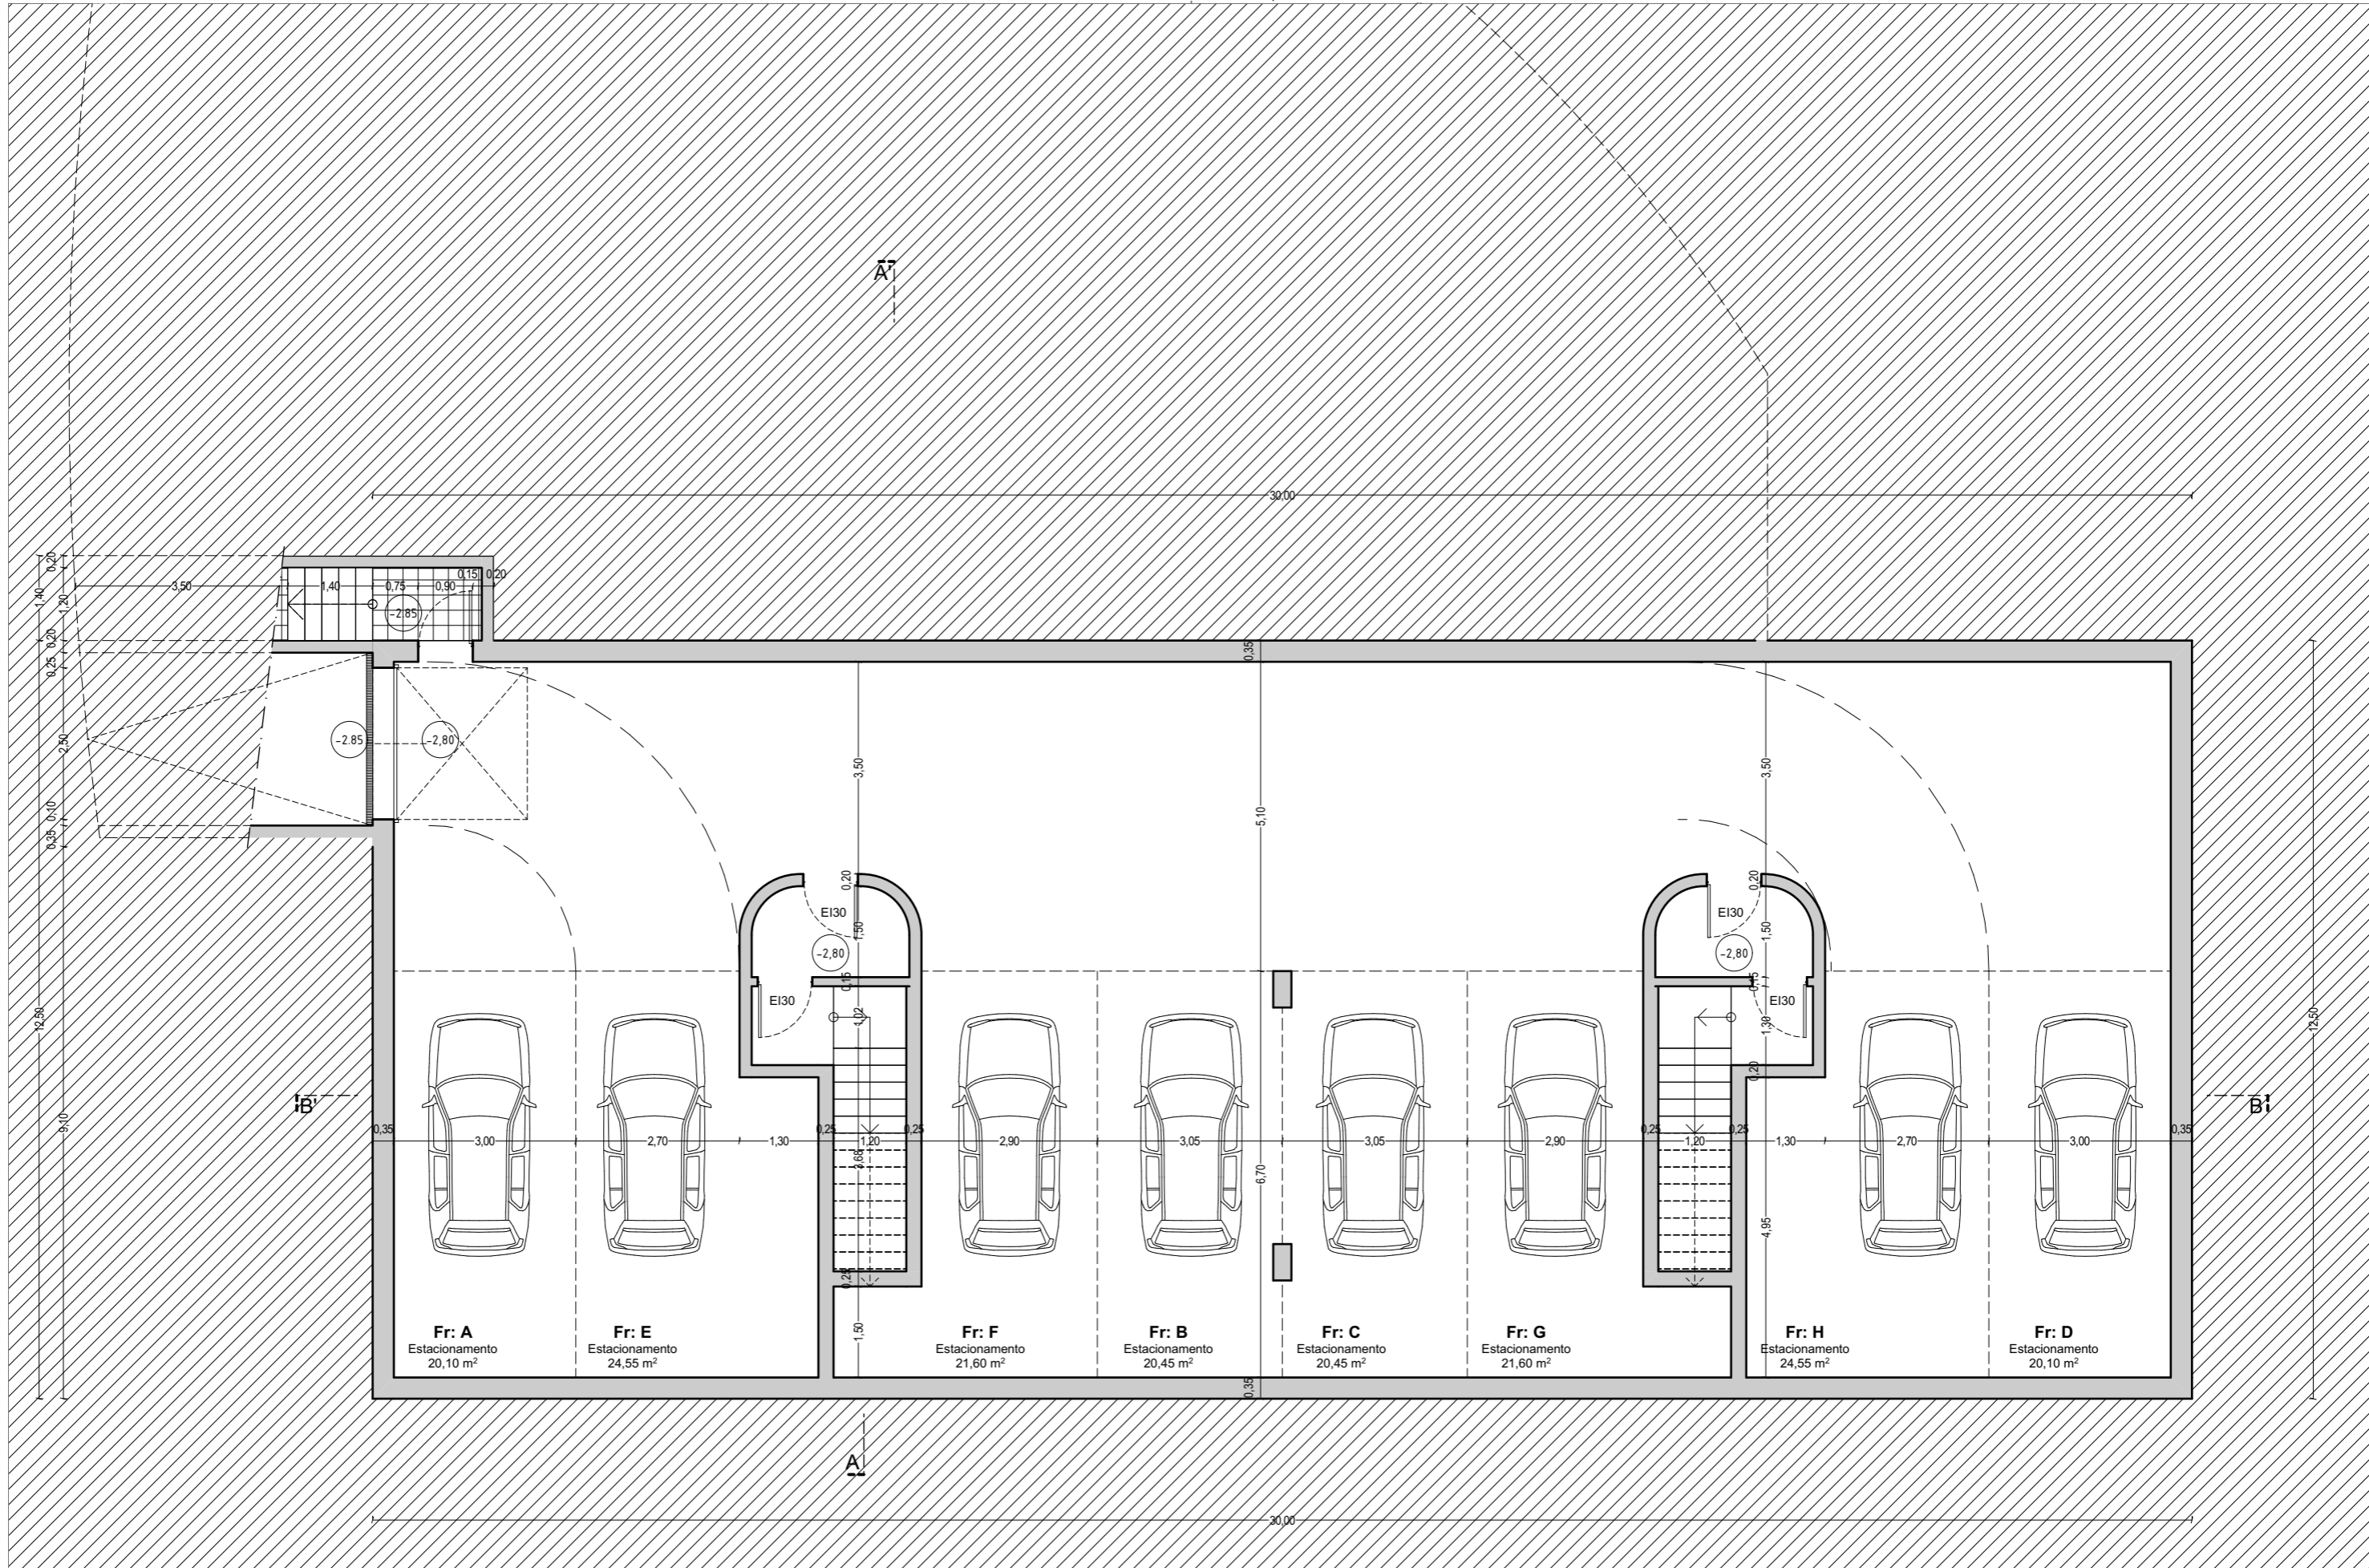 A'
30,00
0,20
1,40
1,20
0,20
0,25
2,50
0,10
0,35
12,50
9,10
3,50
1,40
0,75
0,90
0,15
0,20
-2.85
-2.85
-2,80
0,35
3,50
5,10
3,50
0,20
EI30
1,50
-2,80
0,15
EI30
1,02
0,20
EI30
1,50
-2,80
0,15
EI30
1,30
0,20
12,50
B'
B
0,35
3,00
2,70
1,30
0,25
1,20
0,25
2,90
3,05
3,05
2,90
0,25
1,20
0,25
1,30
2,70
3,00
0,35
3,68
6,70
4,95
0,25
1,50
Fr: A
Estacionamento
20,10 m²
Fr: E
Estacionamento
24,55 m²
Fr: F
Estacionamento
21,60 m²
Fr: B
Estacionamento
20,45 m²
Fr: C
Estacionamento
20,45 m²
Fr: G
Estacionamento
21,60 m²
Fr: H
Estacionamento
24,55 m²
Fr: D
Estacionamento
20,10 m²
0,35
A
30,00